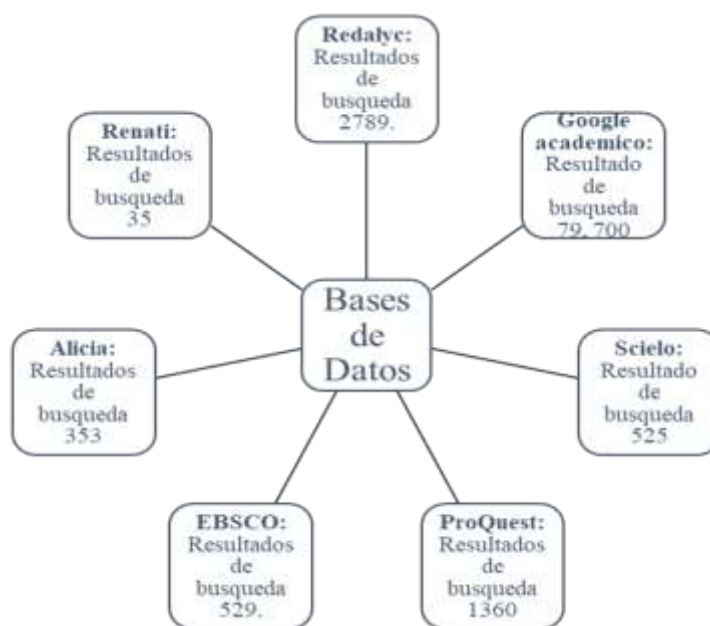 Redalyc:
Resultados
de
busqueda
2789.
Google
academico:
Resultado
de
busqueda
79, 700
Scielo:
Resultado
de
busqueda
525
ProQuest:
Resultados
de
busqueda
1360
EBSCO:
Resultados
de
busqueda
529.
Alicia:
Resultados
de
busqueda
353
Renati:
Resultados
de
busqueda
35
Bases
de
Datos